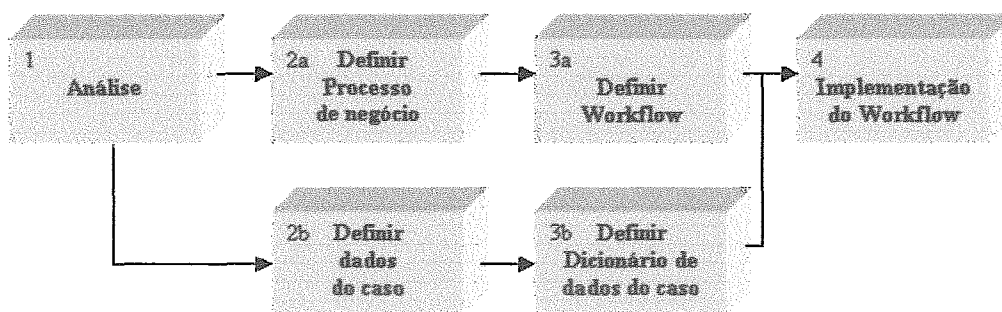 1
Análise
2a Definir
Processo
de negócio
3a
Definir
Workflow
4
Implementação
do Workflow
2b Definir
dados
do caso
3b Definir
Dicionário de
dados do caso